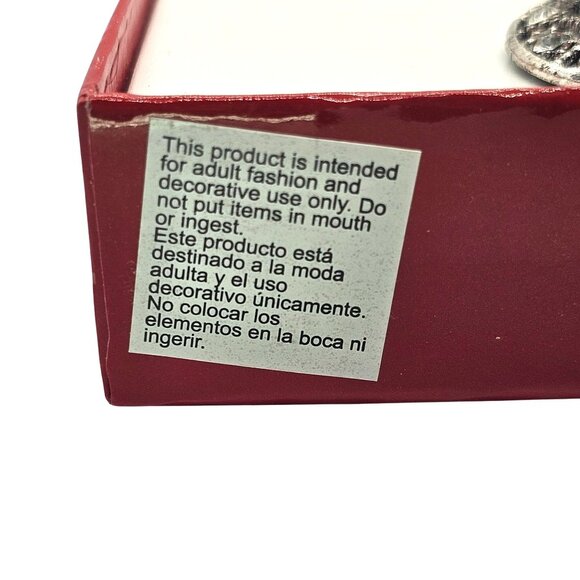 This product is intended
for adult fashion and
decorative use only. Do
not put items in mouth
or ingest.
Este producto está
destinado a la moda
adulta y el uso
decorativo únicamente.
No colocar los
elementos en la boca ni
ingerir.